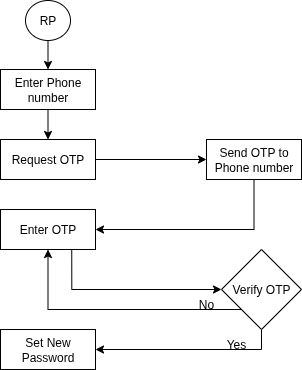 RP
Enter Phone
number
Request OTP
Send OTP to
Phone number
Enter OTP
Verify OTP
No
Yes
Set New
Password